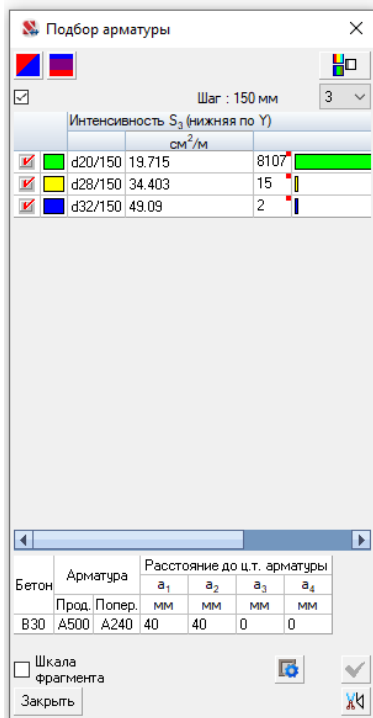 Подбор арматуры
Шаг : 150 мм 3
Интенсивность S3 (нижняя по Y)
см²/м
d20/150 19.715 8107
d28/150 34.403 15
d32/150 49.09 2
Бетон Арматура Расстояние до ц.т. арматуры
a1 a2 a3 a4
Прод. Попер. мм мм мм мм
B30 A500 A240 40 40 0 0
Шкала
фрагмента
Закрыть